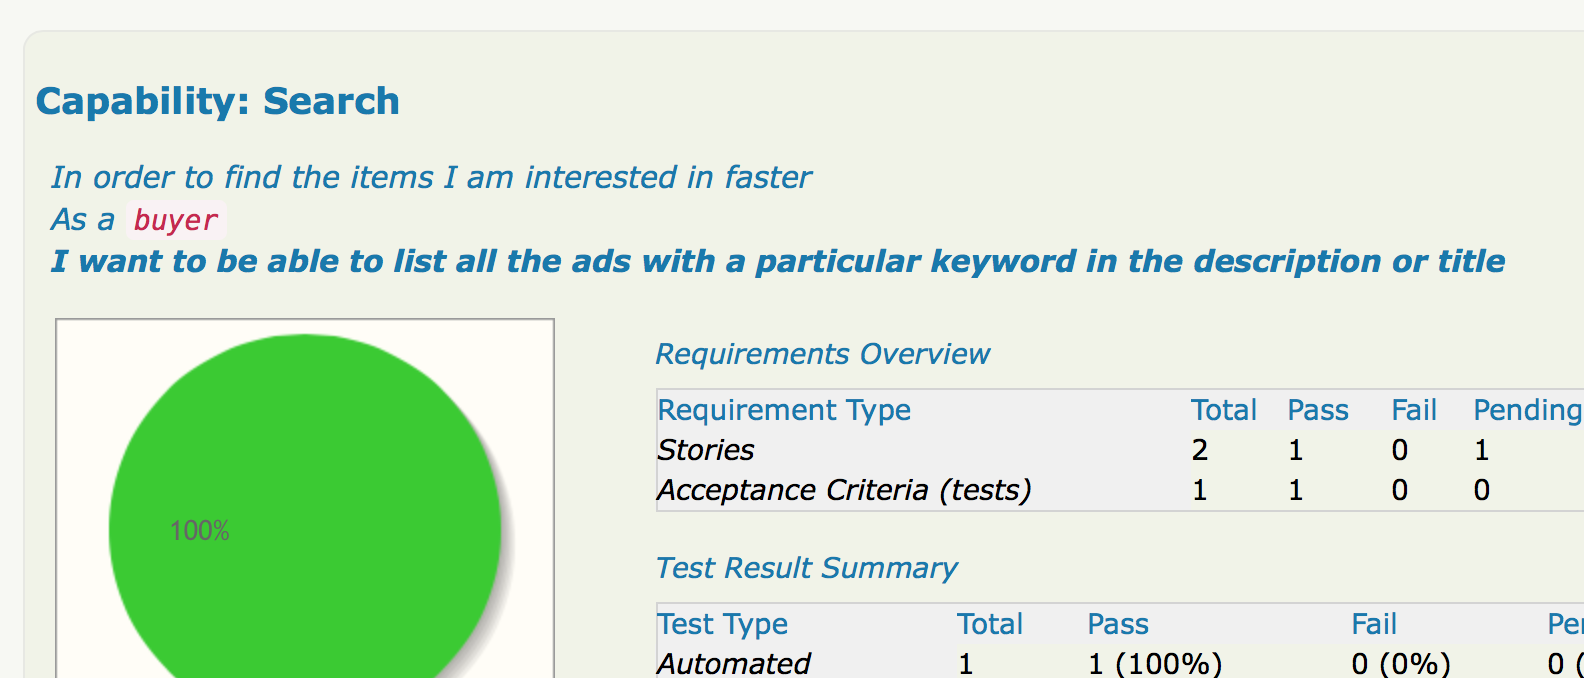 Capability: Search
In order to find the items I am interested in faster
As a buyer
I want to be able to list all the ads with a particular keyword in the description or title
100%
Requirements Overview
Requirement Type Total Pass Fail Pending
Stories 2 1 0 1
Acceptance Criteria (tests) 1 1 0 0
Test Result Summary
Test Type Total Pass Fail
Automated 1 1 (100%) 0 (0%) 0 (